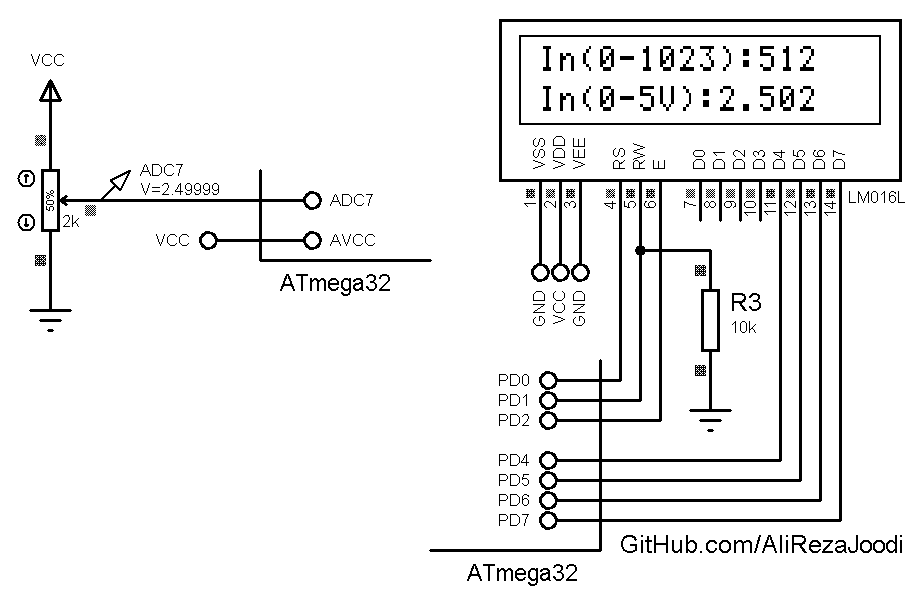 VCC
50%
2k
ADC7
V=2.49999
ADC7
VCC
AVCC
ATmega32
In(0-1023):512
In(0-5V):2.502
VSS
VDD
VEE
RS
RW
E
D0
D1
D2
D3
D4
D5
D6
D7
1
2
3
4
5
6
7
8
9
10
11
12
13
14
LM016L
GND
VCC
GND
R3
10k
PD0
PD1
PD2
PD4
PD5
PD6
PD7
GitHub.com/AliRezaJoodi
ATmega32